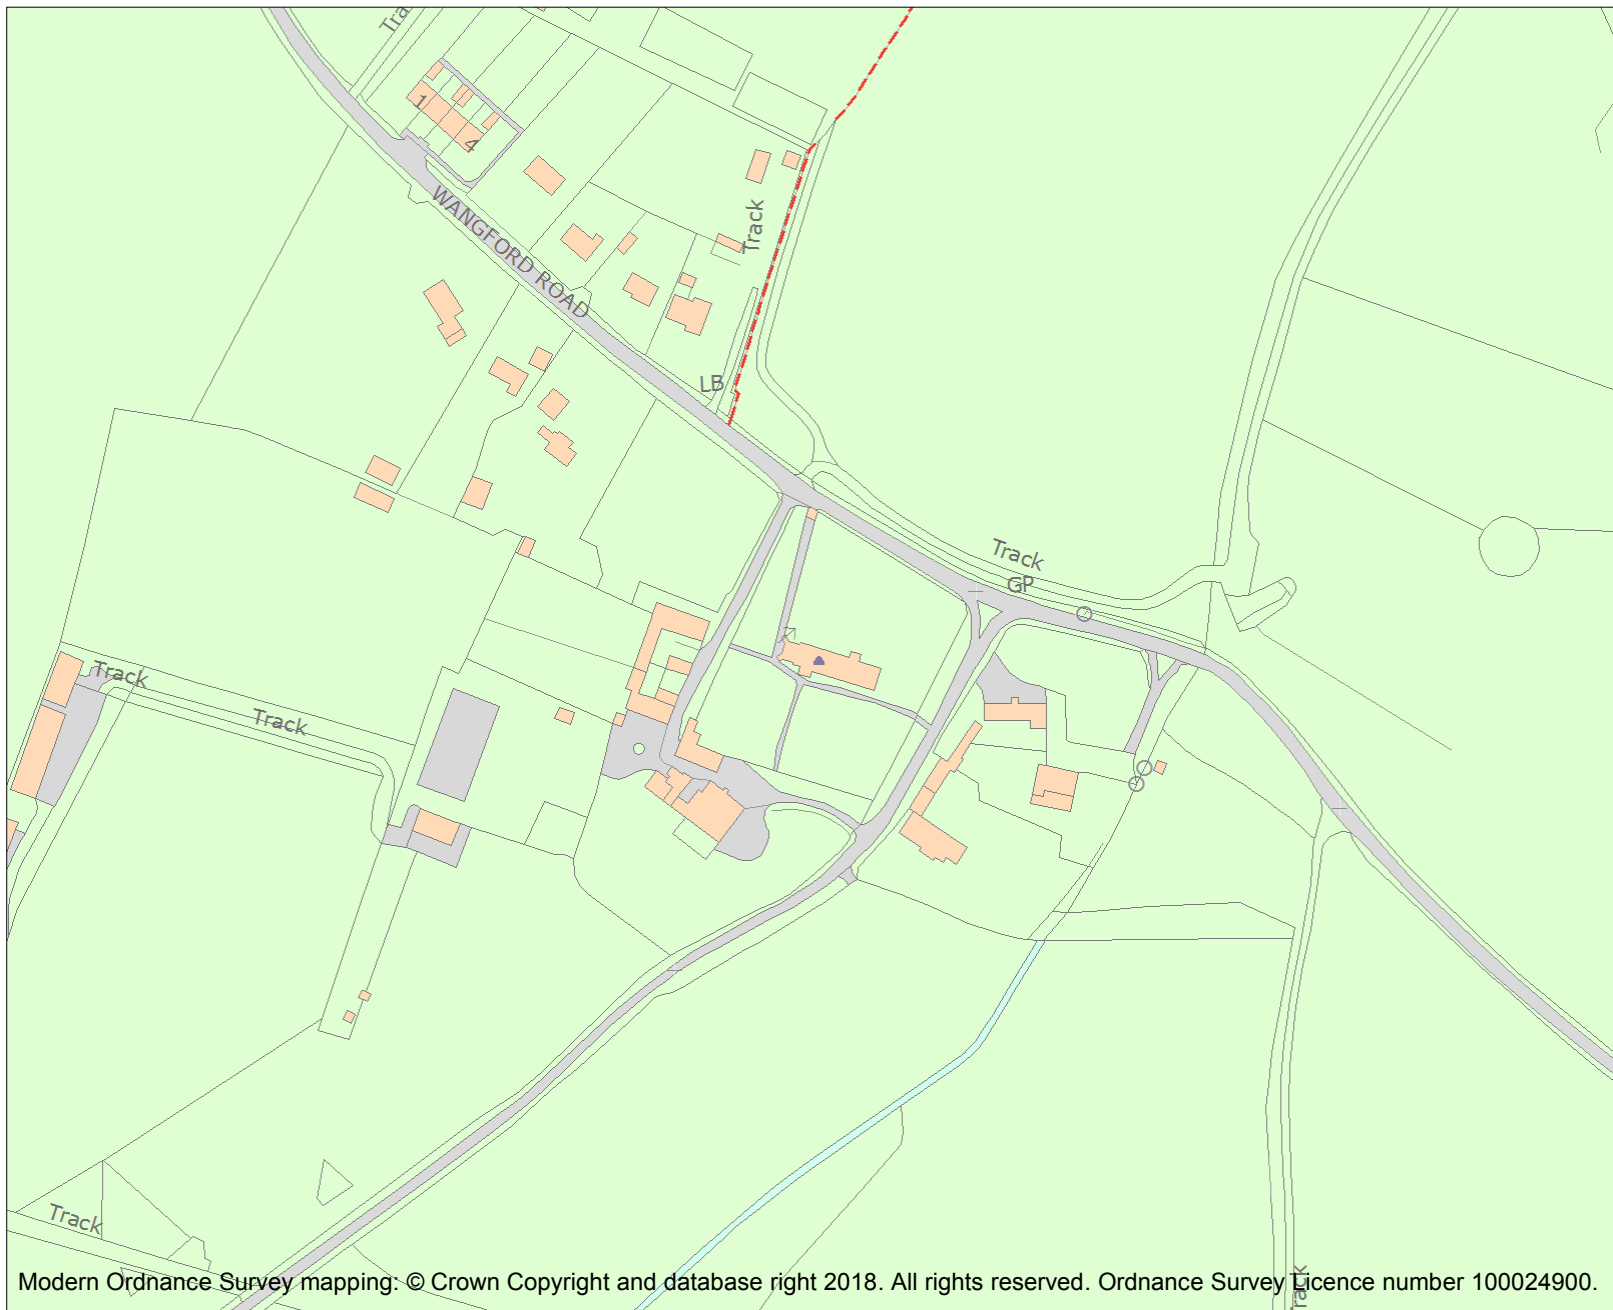 Tra
1
4
WANGFORD ROAD
Track
LB
Track
GP
Track
Track
Track
Track
Modern Ordnance Survey mapping: © Crown Copyright and database right 2018. All rights reserved. Ordnance Survey Licence number 100024900.